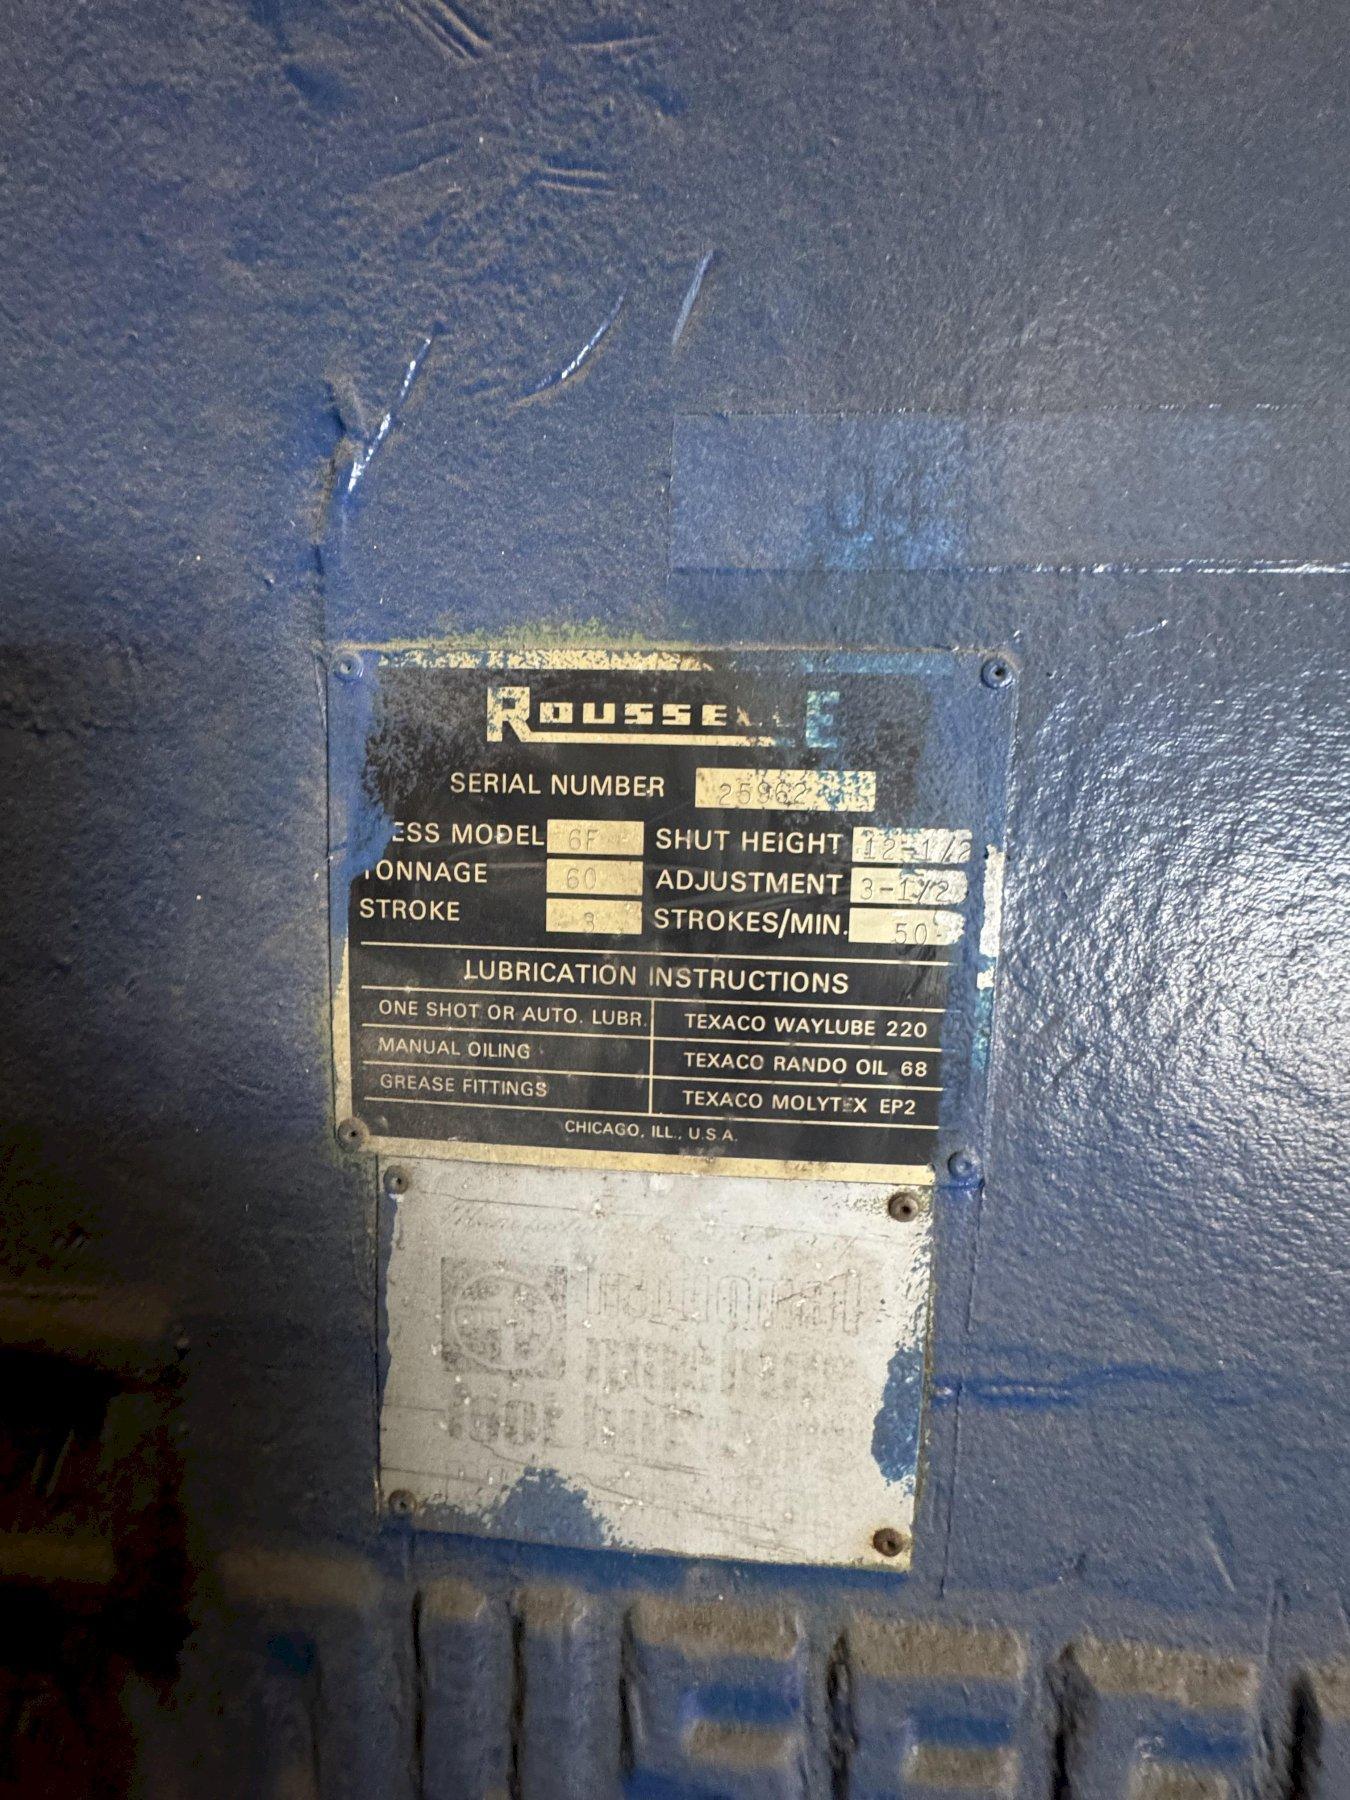 04
ROUSSELLE
SERIAL NUMBER 25962
ESS MODEL 6F SHUT HEIGHT 12-1/2
TONNAGE 60 ADJUSTMENT 3-1/2
STROKE 3 STROKES/MIN. 50
LUBRICATION INSTRUCTIONS
ONE SHOT OR AUTO. LUBR. TEXACO WAYLUBE 220
MANUAL OILING TEXACO RANDO OIL 68
GREASE FITTINGS TEXACO MOLYTEX EP2
CHICAGO, ILL., U.S.A.